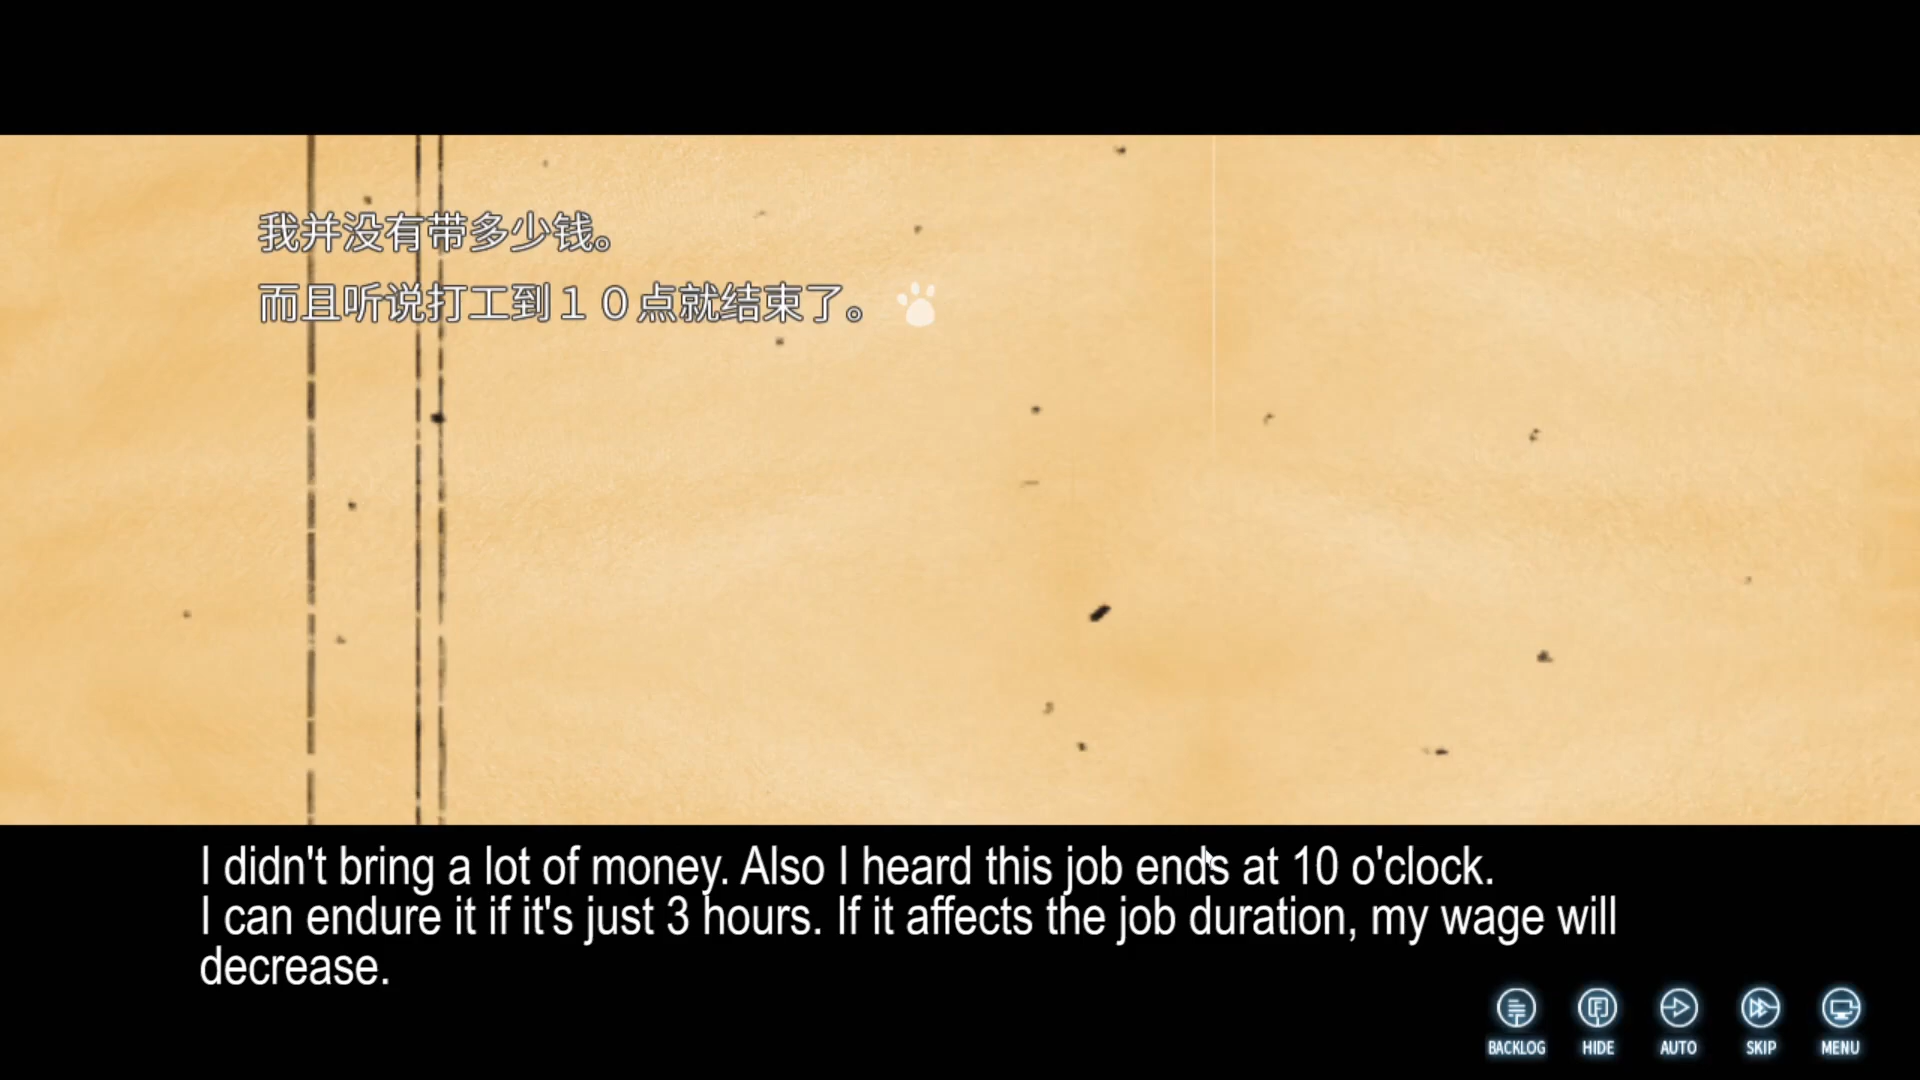 我并没有带多少钱。
而且听说打工到１０点就结束了。
I didn't bring a lot of money. Also I heard this job ends at 10 o'clock.
I can endure it if it's just 3 hours. If it affects the job duration, my wage will
decrease.
BACKLOG HIDE AUTO SKIP MENU